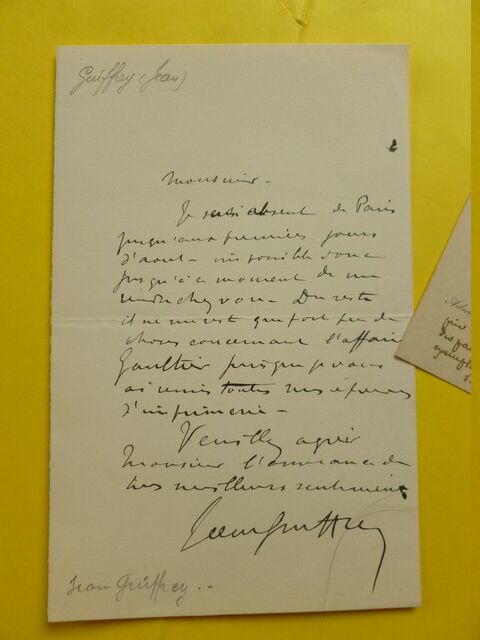 Guiffrey (Jean)
Monsieur -
Je suis absent de Paris
jusqu'aux premiers jours
d'aout - impossible donc
jusqu'à ce moment de me
rendre chez vous - Du reste
il ne me reste que fort peu de
choses concernant l'affaire
Gaultier puisque je vous
ai remis toutes mes épreuves
d'imprimerie -
Veuillez agréer
Monsieur l'assurance de
mes meilleurs sentiments
Jean Guiffrey
Jean Guiffrey . -